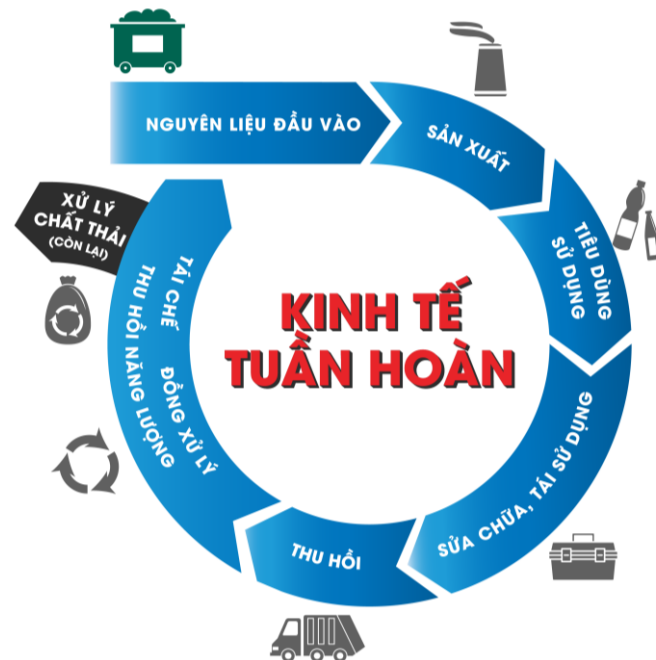 NGUYÊN LIỆU ĐẦU VÀO
SẢN XUẤT
TIÊU DÙNG
SỬ DỤNG
SỬA CHỮA, TÁI SỬ DỤNG
THU HỒI
TÁI CHẾ ĐỒNG XỬ LÝ
THU HỒI NĂNG LƯỢNG
XỬ LÝ
CHẤT THẢI
(CÒN LẠI)
KINH TẾ
TUẦN HOÀN